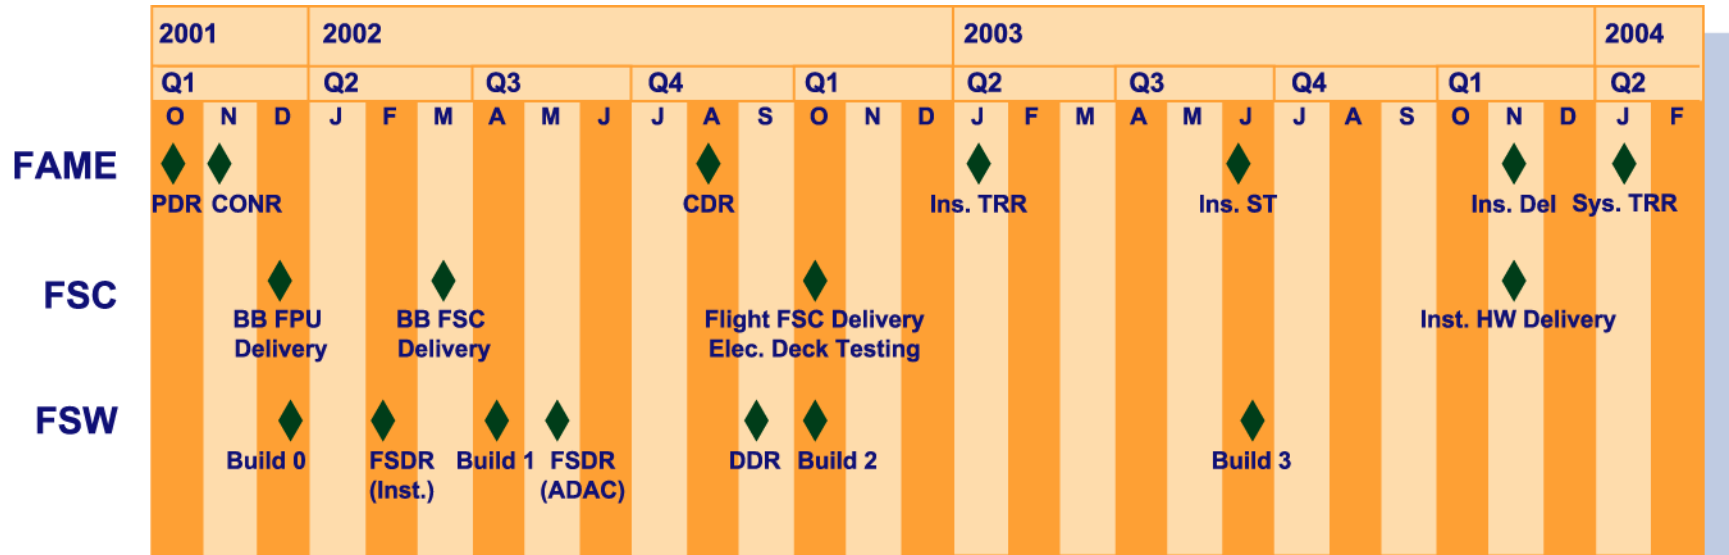 2001 2002 2003 2004
Q1 Q2 Q3 Q4 Q1 Q2 Q3 Q4 Q1 Q2
O N D J F M A M J J A S O N D J F M A M J J A S O N D J F
FAME
PDR CONR CDR Ins. TRR Ins. ST Ins. Del Sys. TRR
FSC
BB FPU BB FSC Flight FSC Delivery Inst. HW Delivery
Delivery Delivery Elec. Deck Testing
FSW
Build 0 FSDR Build 1 FSDR DDR Build 2 Build 3
(Inst.) (ADAC)